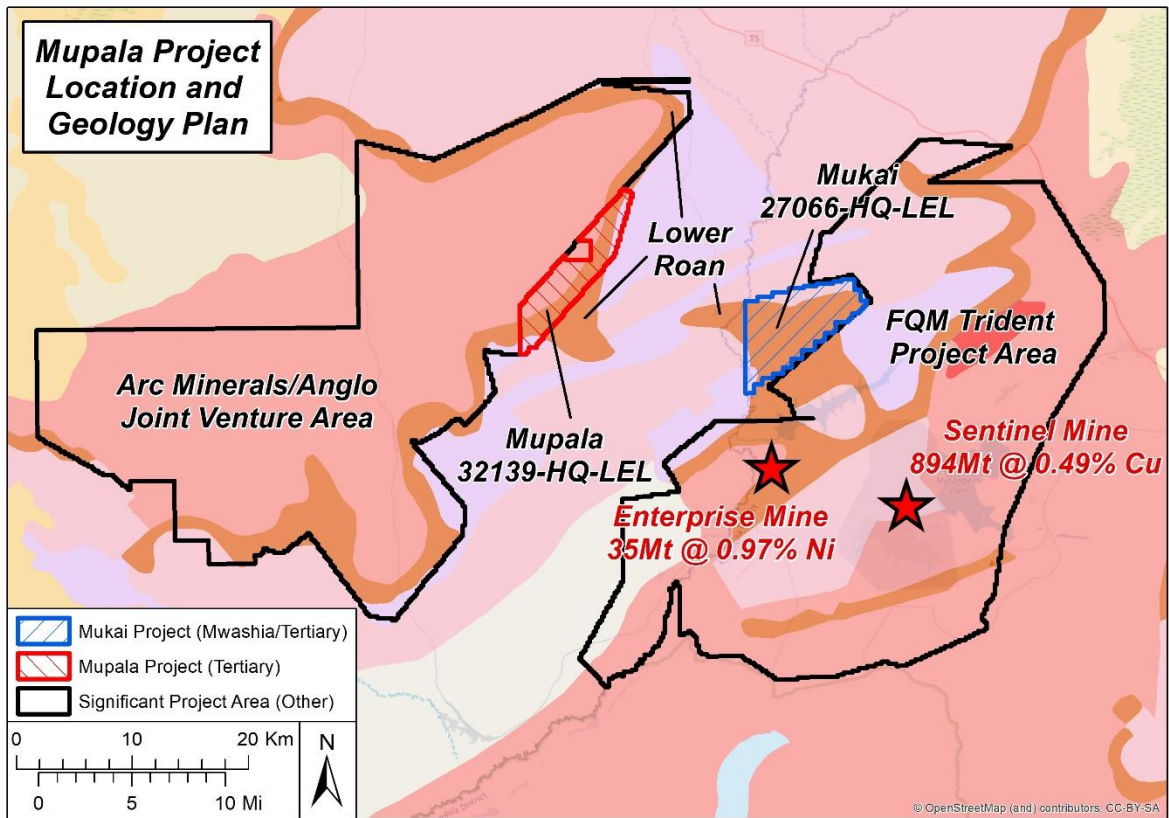 Mupala Project
Location and
Geology Plan
T5
Mukai
27066-HQ-LEL
Lower
Roan
FQM Trident
Project Area
Arc Minerals/Anglo
Joint Venture Area
Mupala
32139-HQ-LEL
Sentinel Mine
894Mt @ 0.49% Cu
Enterprise Mine
35Mt @ 0.97% Ni
Mukai Project (Mwashia/Tertiary)
Mupala Project (Tertiary)
Significant Project Area (Other)
0 10 20 Km
0 5 10 Mi
N
© OpenStreetMap (and) contributors, CC-BY-SA